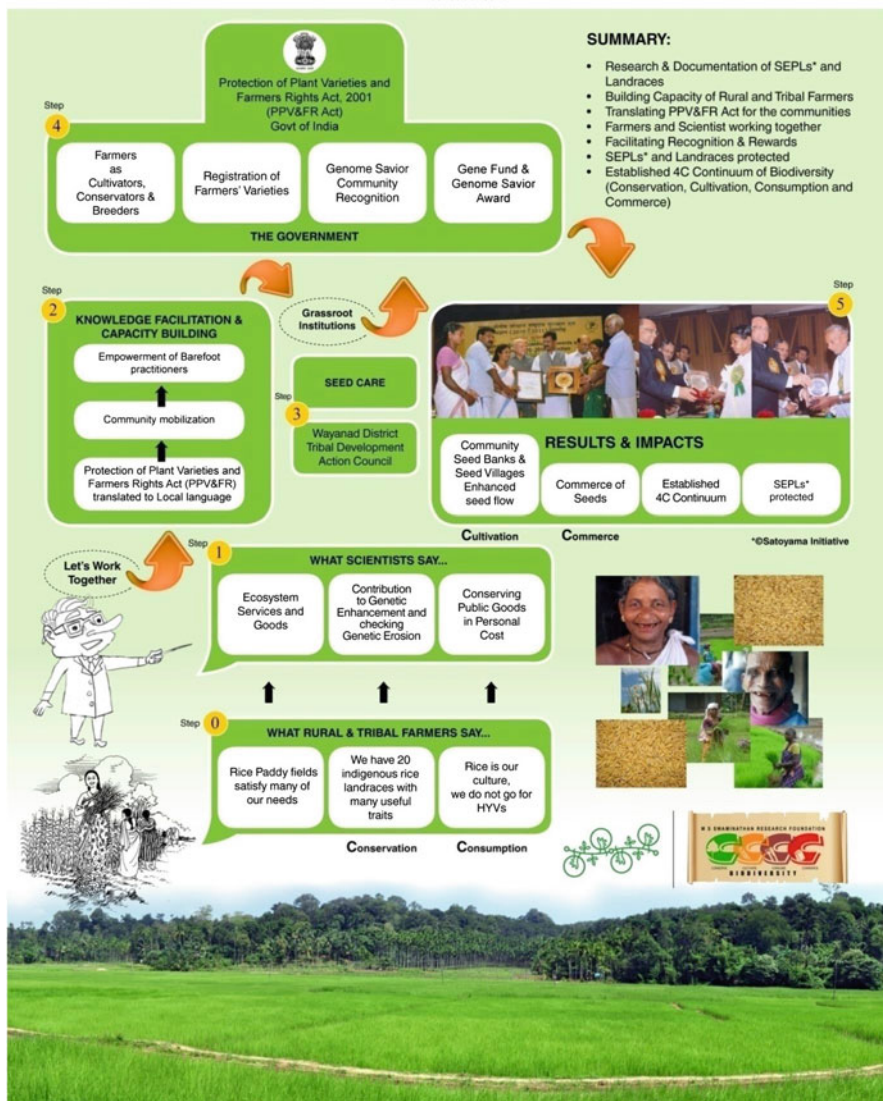 SUMMARY:
• Research & Documentation of SEPLs* and
Landraces
• Building Capacity of Rural and Tribal Farmers
• Translating PPV&FR Act for the communities
• Farmers and Scientist working together
• Facilitating Recognition & Rewards
• SEPLs* and Landraces protected
• Established 4C Continuum of Biodiversity
(Conservation, Cultivation, Consumption and
Commerce)
Protection of Plant Varieties and
Farmers Rights Act, 2001
(PPV&FR Act)
Govt of India
Step
4
Farmers
as
Cultivators,
Conservators &
Breeders
Registration of
Farmers' Varieties
Genome Savior
Community
Recognition
Gene Fund &
Genome Savior
Award
THE GOVERNMENT
Step
2
KNOWLEDGE FACILITATION &
CAPACITY BUILDING
Empowerment of Barefoot
practitioners
Community mobilization
Protection of Plant Varieties and
Farmers Rights Act (PPV&FR)
translated to Local language
Grassroot
Institutions
SEED CARE
Step
3
Wayanad District
Tribal Development
Action Council
Step
5
RESULTS & IMPACTS
Community
Seed Banks &
Seed Villages
Enhanced
seed flow
Commerce of
Seeds
Established
4C Continuum
SEPLs*
protected
Cultivation
Commerce
*©Satoyama Initiative
Let's Work
Together
Step
1
WHAT SCIENTISTS SAY...
Ecosystem
Services and
Goods
Contribution
to Genetic
Enhancement and
checking
Genetic Erosion
Conserving
Public Goods
in Personal
Cost
Step
0
WHAT RURAL & TRIBAL FARMERS SAY...
Rice Paddy fields
satisfy many of
our needs
We have 20
indigenous rice
landraces with
many useful
traits
Rice is our
culture,
we do not go for
HYVs
Conservation
Consumption
M S SWAMINATHAN RESEARCH FOUNDATION
BIODIVERSITY